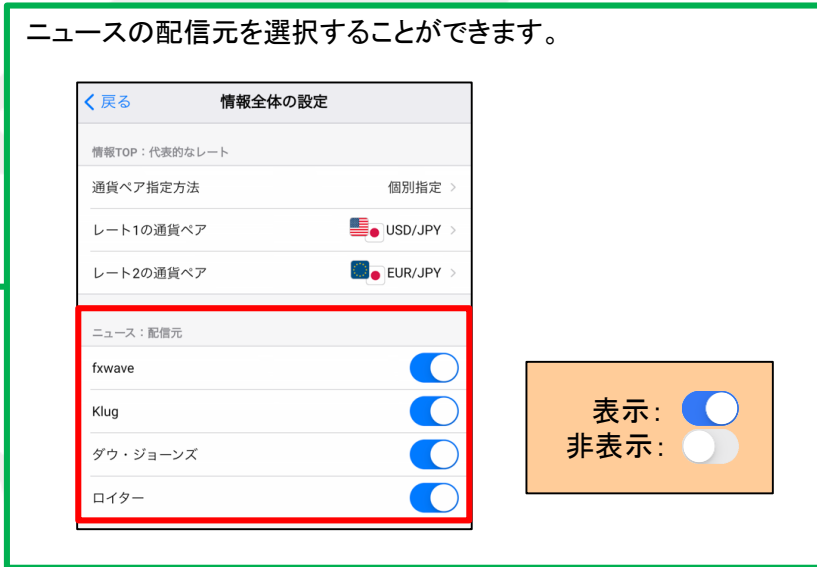 ニュースの配信元を選択することができます。
戻る 情報全体の設定
情報TOP：代表的なレート
通貨ペア指定方法 個別指定
レート1の通貨ペア USD/JPY
レート2の通貨ペア EUR/JPY
ニュース：配信元
fxwave
Klug
ダウ・ジョーンズ
ロイター
表示：
非表示：